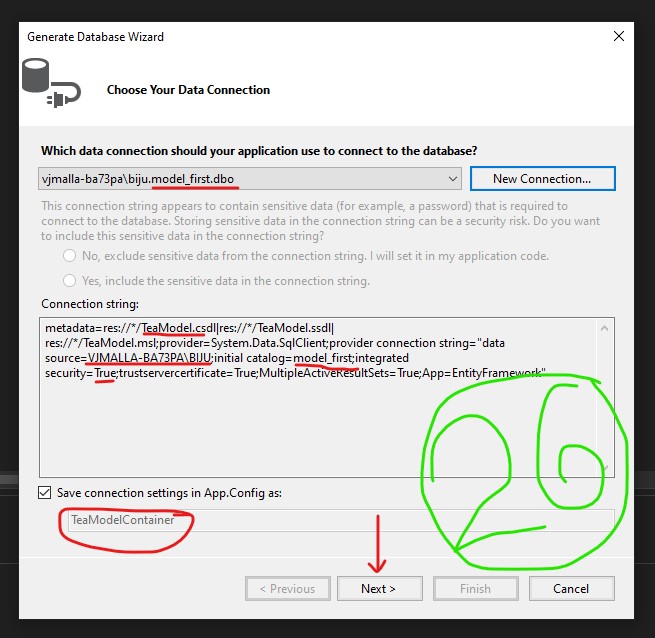 Generate Database Wizard
Choose Your Data Connection
Which data connection should your application use to connect to the database?
vjmalla-ba73pa\biju.model_first.dbo
New Connection...
This connection string appears to contain sensitive data (for example, a password) that is required to
connect to the database. Storing sensitive data in the connection string can be a security risk. Do you want
to include this sensitive data in the connection string?
No, exclude sensitive data from the connection string. I will set it in my application code.
Yes, include the sensitive data in the connection string.
Connection string:
metadata=res://*/TeaModel.csdl|res://*/TeaModel.ssdl|
res://*/TeaModel.msl;provider=System.Data.SqlClient;provider connection string="data
source=VJMALLA-BA73PA\BIJU;initial catalog=model_first;integrated
security=True;trustservercertificate=True;MultipleActiveResultSets=True;App=EntityFramework"
26
Save connection settings in App.Config as:
TeaModelContainer
< Previous
Next >
Finish
Cancel